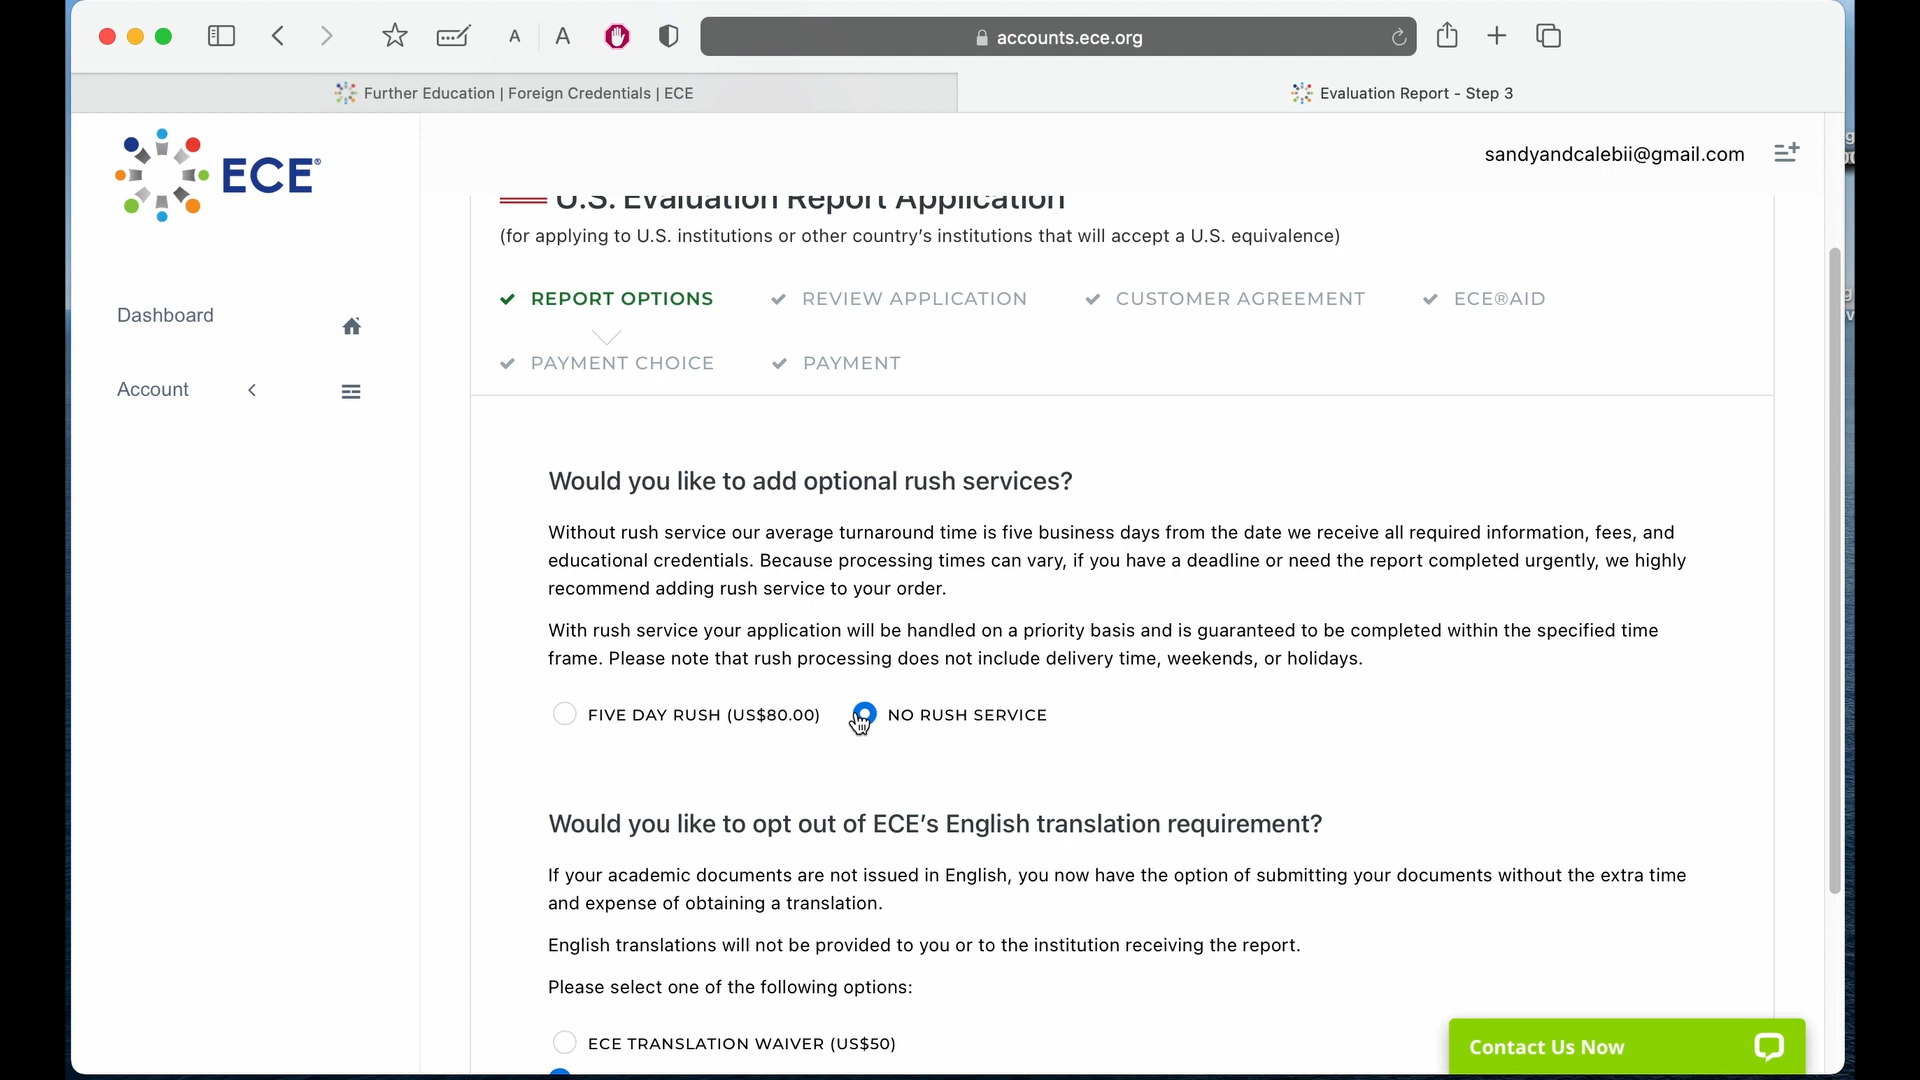 A A accounts.ece.org
Further Education | Foreign Credentials | ECE
Evaluation Report - Step 3
ECE®
sandyandcalebii@gmail.com
Dashboard
Account
U.S. Evaluation Report Application
(for applying to U.S. institutions or other country's institutions that will accept a U.S. equivalence)
REPORT OPTIONS REVIEW APPLICATION CUSTOMER AGREEMENT ECE®AID
PAYMENT CHOICE PAYMENT
Would you like to add optional rush services?
Without rush service our average turnaround time is five business days from the date we receive all required information, fees, and
educational credentials. Because processing times can vary, if you have a deadline or need the report completed urgently, we highly
recommend adding rush service to your order.
With rush service your application will be handled on a priority basis and is guaranteed to be completed within the specified time
frame. Please note that rush processing does not include delivery time, weekends, or holidays.
FIVE DAY RUSH (US$80.00) NO RUSH SERVICE
Would you like to opt out of ECE's English translation requirement?
If your academic documents are not issued in English, you now have the option of submitting your documents without the extra time
and expense of obtaining a translation.
English translations will not be provided to you or to the institution receiving the report.
Please select one of the following options:
ECE TRANSLATION WAIVER (US$50)
Contact Us Now